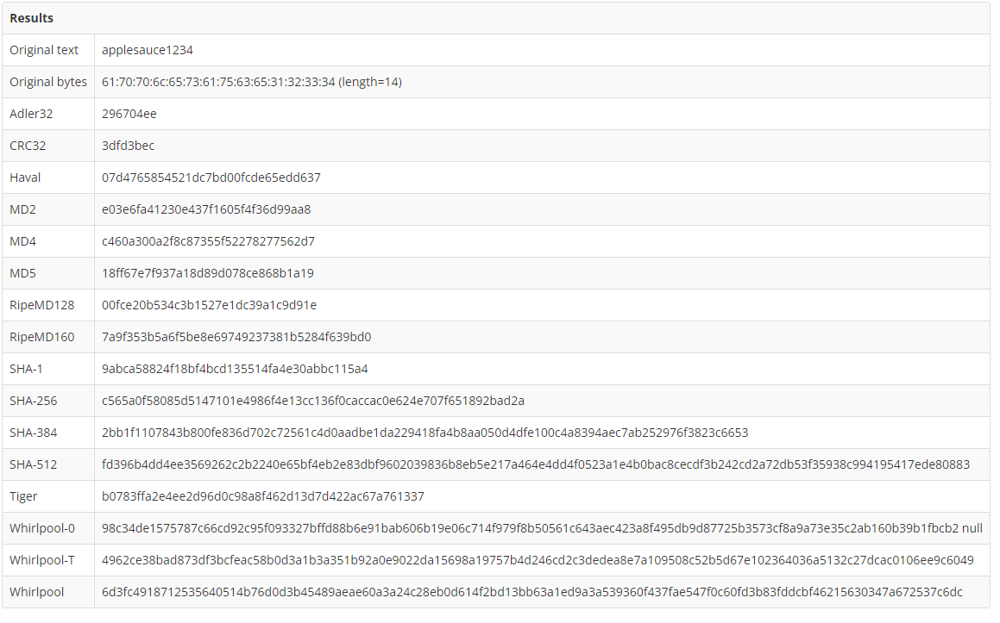 Results
Original text applesauce1234
Original bytes 61:70:70:6c:65:73:61:75:63:65:31:32:33:34 (length=14)
Adler32 296704ee
CRC32 3dfd3bec
Haval 07d4765854521dc7bd00fcde65edd637
MD2 e03e6fa41230e437f1605f4f36d99aa8
MD4 c460a300a2f8c87355f52278277562d7
MD5 18ff67e7f937a18d89d078ce868b1a19
RipeMD128 00fce20b534c3b1527e1dc39a1c9d91e
RipeMD160 7a9f353b5a6f5be8e69749237381b5284f639bd0
SHA-1 9abca58824f18bf4bcd135514fa4e30abbc115a4
SHA-256 c565a0f58085d5147101e4986f4e13cc136f0caccac0e624e707f651892bad2a
SHA-384 2bb1f1107843b800fe836d702c72561c4d0aadbe1da229418fa4b8aa050d4dfe100c4a8394aec7ab252976f3823c6653
SHA-512 fd396b4dd4ee3569262c2b2240e65bf4eb2e83dbf9602039836b8eb5e217a464e4dd4f0523a1e4b0bac8cecdf3b242cd2a72db53f35938c994195417ede80883
Tiger b0783ffa2e4ee2d96d0c98a8f462d13d7d422ac67a761337
Whirlpool-0 98c34de1575787c66cd92c95f093327bffd88b6e91bab606b19e06c714f979f8b50561c643aec423a8f495db9d87725b3573cf8a9a73e35c2ab160b39b1fbcb2 null
Whirlpool-T 4962ce38bad873df3bcfeac58b0d3a1b3a351b92a0e9022da15698a19757b4d246cd2c3dedea8e7a109508c52b5d67e102364036a5132c27dcac0106ee9c6049
Whirlpool 6d3fc4918712535640514b76d0d3b45489aeae60a3a24c28eb0d614f2bd13bb63a1ed9a3a539360f437fae547f0c60fd3b83fddcbf46215630347a672537c6dc